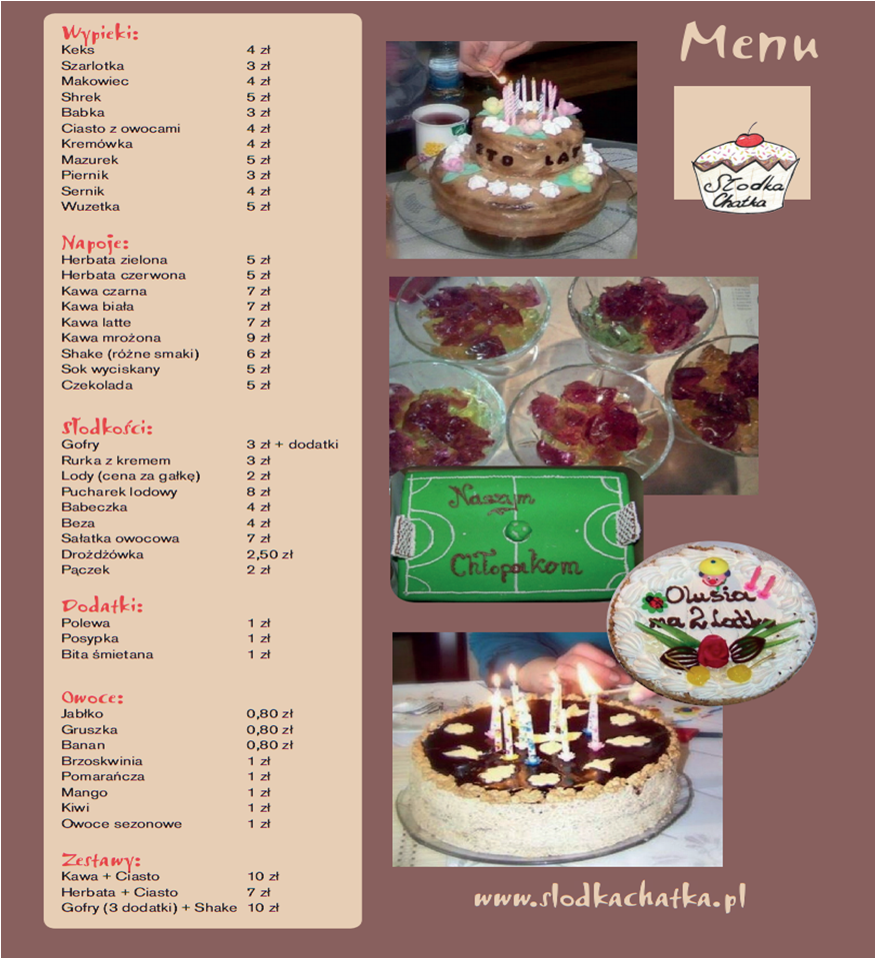 Wypieki:
Keks 4 zł
Szarlotka 3 zł
Makowiec 4 zł
Shrek 5 zł
Babka 3 zł
Ciasto z owocami 4 zł
Kremówka 4 zł
Mazurek 5 zł
Piernik 3 zł
Sernik 4 zł
Wuzetka 5 zł
Napoje:
Herbata zielona 5 zł
Herbata czerwona 5 zł
Kawa czarna 7 zł
Kawa biała 7 zł
Kawa latte 7 zł
Kawa mrożona 9 zł
Shake (różne smaki) 6 zł
Sok wyciskany 5 zł
Czekolada 5 zł
Słodkości:
Gofry 3 zł + dodatki
Rurka z kremem 3 zł
Lody (cena za gałkę) 2 zł
Pucharek lodowy 8 zł
Babeczka 4 zł
Beza 4 zł
Sałatka owocowa 7 zł
Drożdżówka 2,50 zł
Pączek 2 zł
Dodatki:
Polewa 1 zł
Posypka 1 zł
Bita śmietana 1 zł
Owoce:
Jabłko 0,80 zł
Gruszka 0,80 zł
Banan 0,80 zł
Brzoskwinia 1 zł
Pomarańcza 1 zł
Mango 1 zł
Kiwi 1 zł
Owoce sezonowe 1 zł
Zestawy:
Kawa + Ciasto 10 zł
Herbata + Ciasto 7 zł
Gofry (3 dodatki) + Shake 10 zł
Menu
Słodka
Chatka
STO LAT
Naszym
Chłopakom
Olusia
ma 2 latka
www.slodkachatka.pl